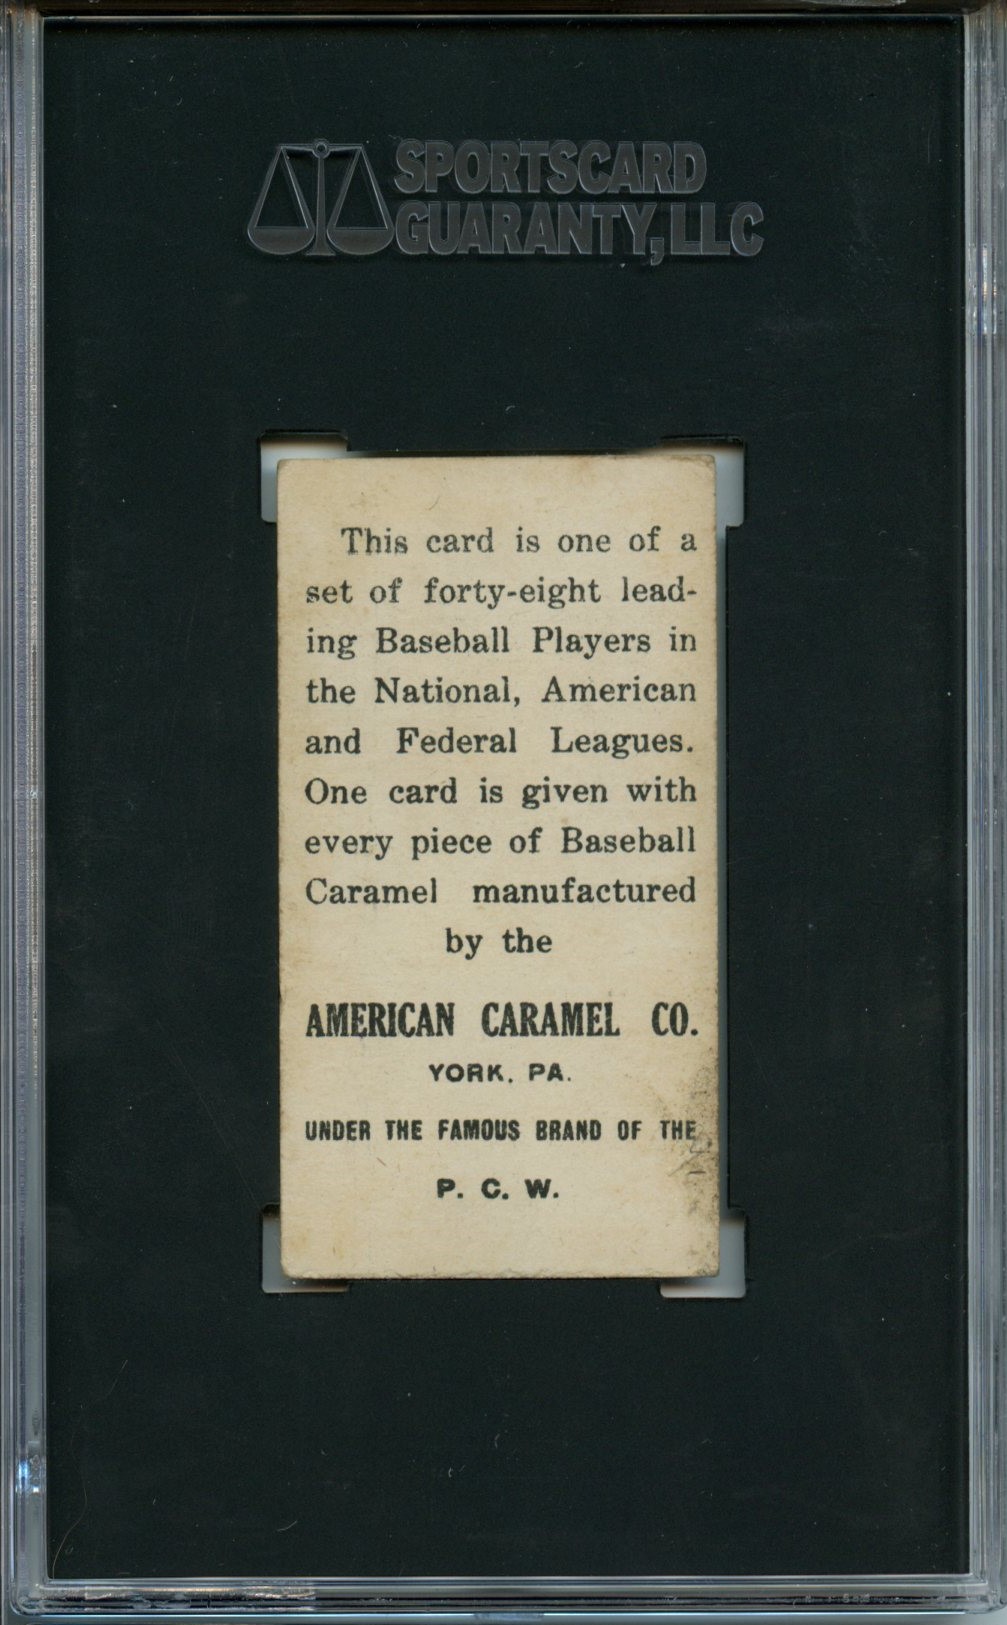 SPORTSCARD
GUARANTY, LLC
This card is one of a
set of forty-eight lead-
ing Baseball Players in
the National, American
and Federal Leagues.
One card is given with
every piece of Baseball
Caramel manufactured
by the
AMERICAN CARAMEL CO.
YORK, PA.
UNDER THE FAMOUS BRAND OF THE
P. C. W.